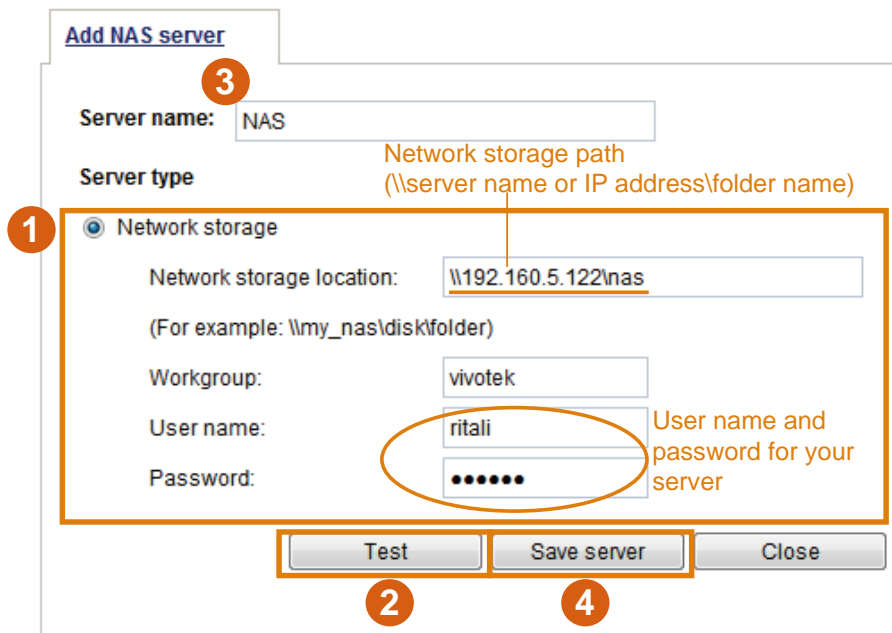 Add NAS server
3
Server name: NAS
Network storage path
(\\server name or IP address\folder name)
Server type
1
Network storage
Network storage location: \\192.160.5.122\nas
(For example: \\my_nas\disk\folder)
Workgroup: vivotek
User name: ritali
User name and
password for your
server
Password: ●●●●●●
Test Save server Close
2 4